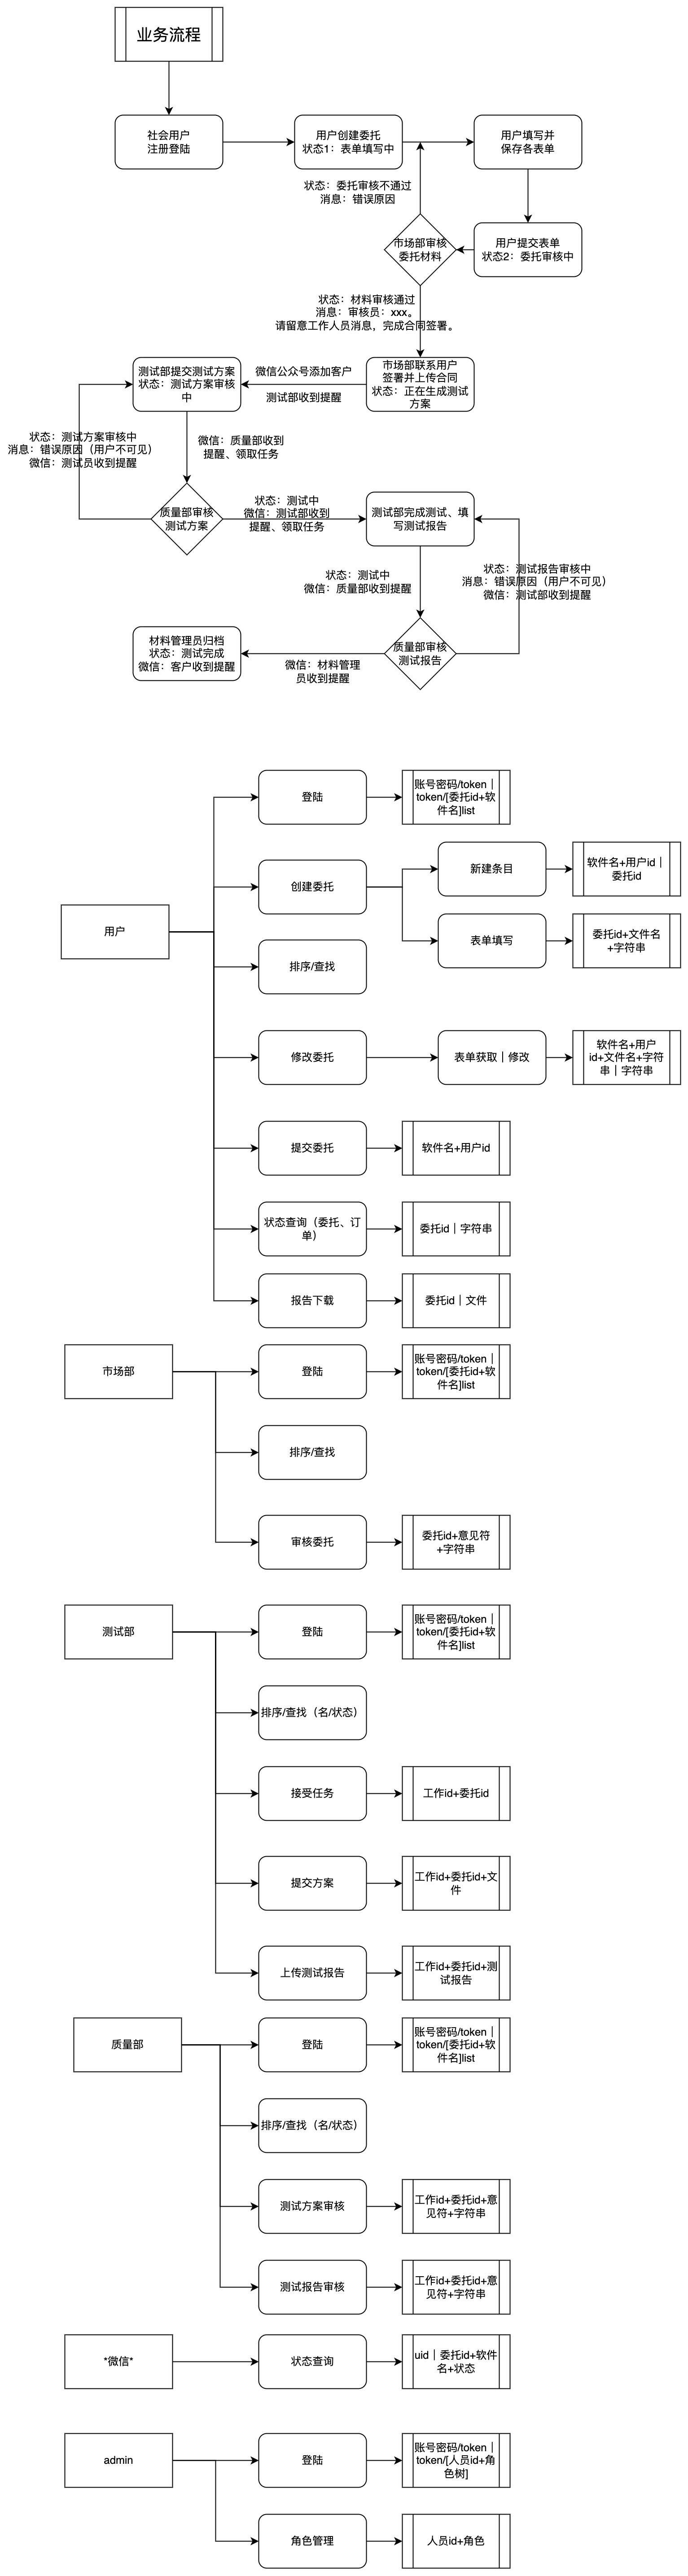 业务流程
社会用户
注册登陆
用户创建委托
状态1：表单填写中
用户填写并
保存各表单
状态：委托审核不通过
消息：错误原因
市场部审核
委托材料
用户提交表单
状态2：委托审核中
状态：材料审核通过
消息：审核员：xxx。
请留意工作人员消息，完成合同签署。
测试部提交测试方案
状态：测试方案审核
中
微信公众号添加客户
测试部收到提醒
市场部联系用户
签署并上传合同
状态：正在生成测试
方案
状态：测试方案审核中
消息：错误原因（用户不可见）
微信：测试员收到提醒
微信：质量部收到
提醒、领取任务
质量部审核
测试方案
状态：测试中
微信：测试部收到
提醒、领取任务
测试部完成测试、填
写测试报告
状态：测试中
微信：质量部收到提醒
状态：测试报告审核中
消息：错误原因（用户不可见）
微信：测试部收到提醒
材料管理员归档
状态：测试完成
微信：客户收到提醒
微信：材料管理
员收到提醒
质量部审核
测试报告
用户
登陆
账号密码/token｜
token/[委托id+软
件名]list
创建委托
新建条目
软件名+用户id｜
委托id
表单填写
委托id+文件名
+字符串
排序/查找
修改委托
表单获取｜修改
软件名+用户
id+文件名+字符
串｜字符串
提交委托
软件名+用户id
状态查询（委托、订
单）
委托id｜字符串
报告下载
委托id｜文件
市场部
登陆
账号密码/token｜
token/[委托id+软
件名]list
排序/查找
审核委托
委托id+意见符
+字符串
测试部
登陆
账号密码/token｜
token/[委托id+软
件名]list
排序/查找（名/状态）
接受任务
工作id+委托id
提交方案
工作id+委托id+文
件
上传测试报告
工作id+委托id+测
试报告
质量部
登陆
账号密码/token｜
token/[委托id+软
件名]list
排序/查找（名/状态）
测试方案审核
工作id+委托id+意
见符+字符串
测试报告审核
工作id+委托id+意
见符+字符串
*微信*
状态查询
uid｜委托id+软件
名+状态
admin
登陆
账号密码/token｜
token/[人员id+角
色树]
角色管理
人员id+角色